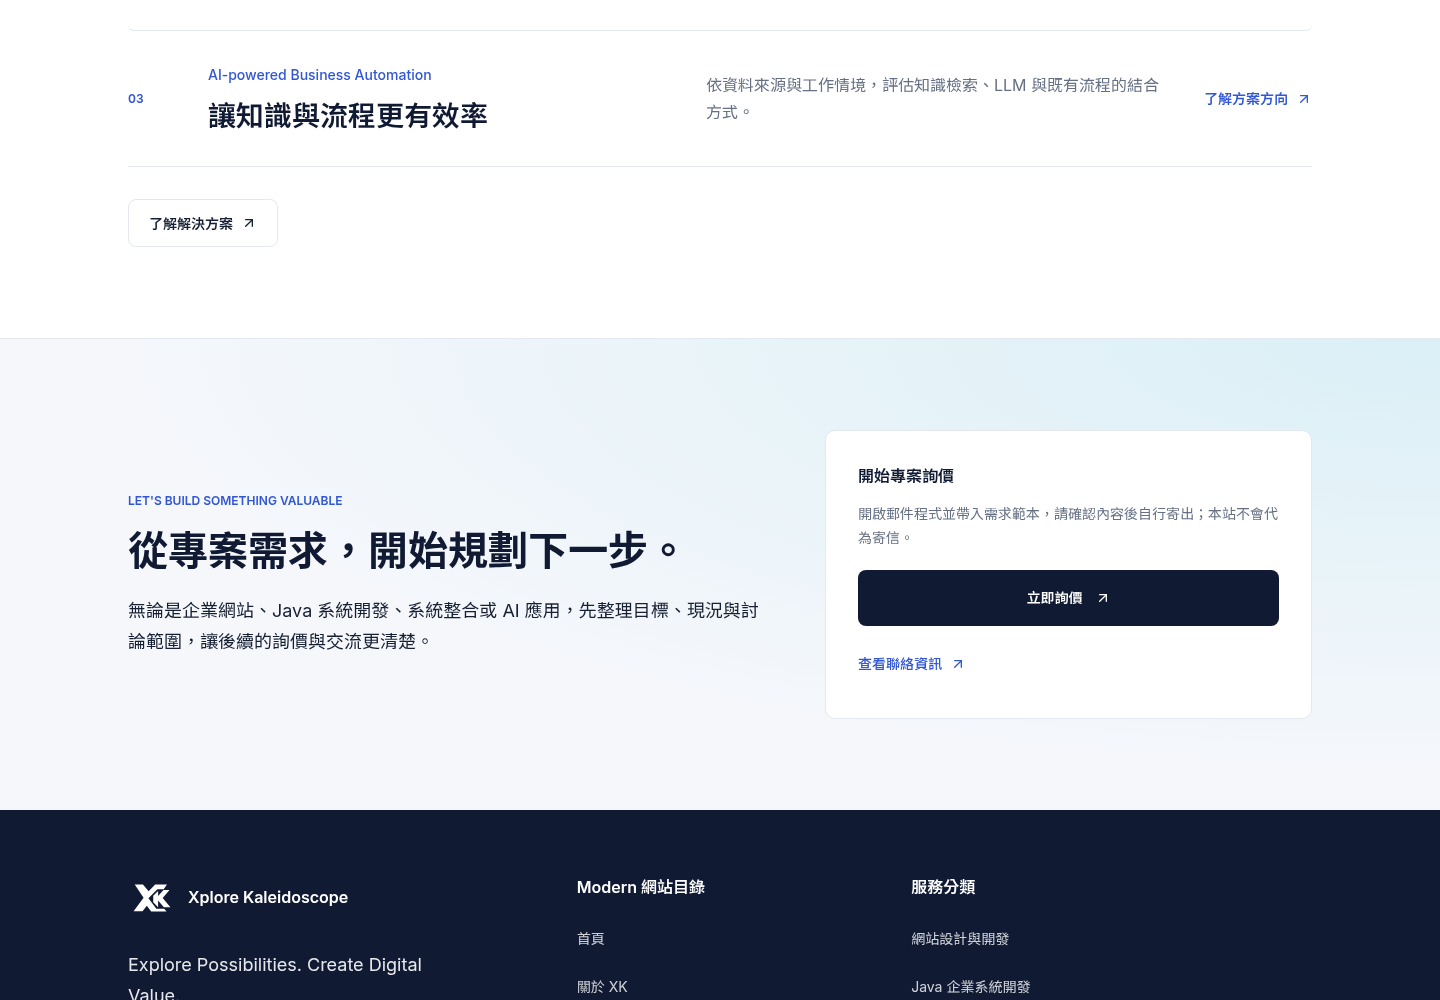 03
AI-powered Business Automation
讓知識與流程更有效率
依資料來源與工作情境，評估知識檢索、LLM 與既有流程的結合
方式。
了解方案方向
了解解決方案
LET'S BUILD SOMETHING VALUABLE
從專案需求，開始規劃下一步。
無論是企業網站、Java 系統開發、系統整合或 AI 應用，先整理目標、現況與討
論範圍，讓後續的詢價與交流更清楚。
開始專案詢價
開啟郵件程式並帶入需求範本，請確認內容後自行寄出；本站不會代
為寄信。
立即詢價
查看聯絡資訊
XK
Xplore Kaleidoscope
Explore Possibilities. Create Digital
Value.
Modern 網站目錄
首頁
關於 XK
服務分類
網站設計與開發
Java 企業系統開發